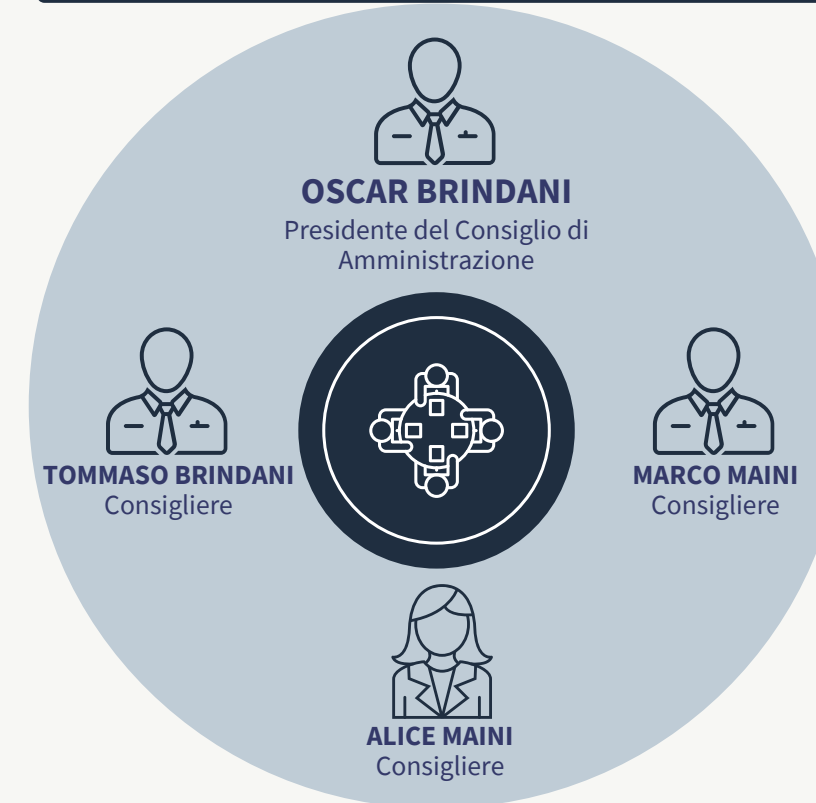 OSCAR BRINDANI
Presidente del Consiglio di
Amministrazione
TOMMASO BRINDANI
Consigliere
MARCO MAINI
Consigliere
ALICE MAINI
Consigliere